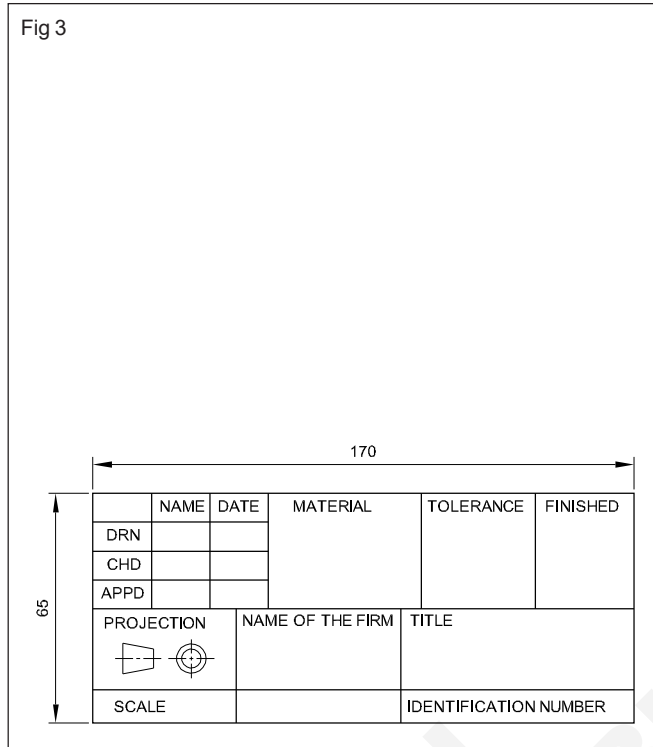 Fig 3
170
65
NAME DATE MATERIAL TOLERANCE FINISHED
DRN
CHD
APPD
PROJECTION NAME OF THE FIRM TITLE
SCALE IDENTIFICATION NUMBER